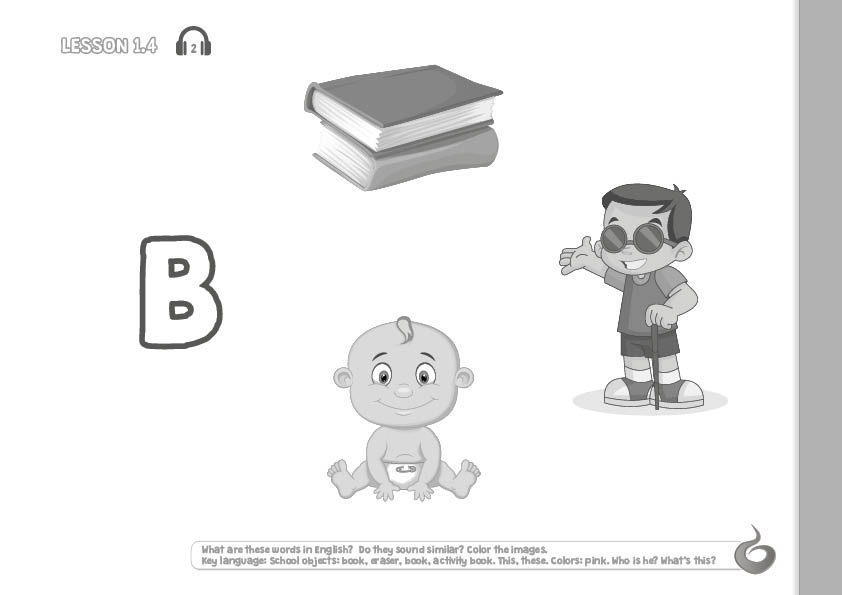 LESSON 1.4
2
B
What are these words in English? Do they sound similar? Color the images.
Key language: School objects: book, eraser, book, activity book. This, these. Colors: pink. Who is he? What's this?
6